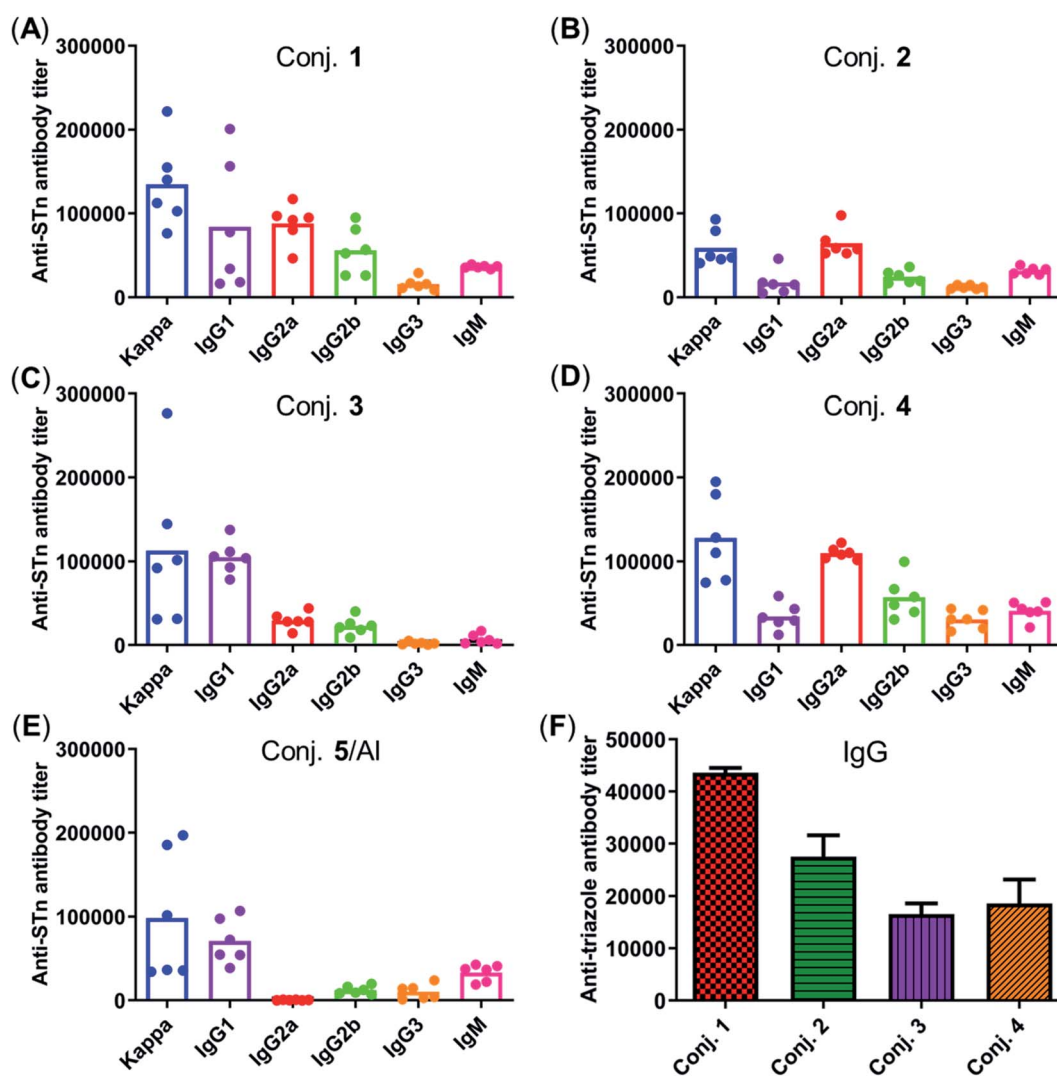 (A)
Conj. 1
Anti-STn antibody titer
300000
200000
100000
0
Kappa
IgG1
IgG2a
IgG2b
IgG3
IgM
(B)
Conj. 2
Anti-STn antibody titer
300000
200000
100000
0
Kappa
IgG1
IgG2a
IgG2b
IgG3
IgM
(C)
Conj. 3
Anti-STn antibody titer
300000
200000
100000
0
Kappa
IgG1
IgG2a
IgG2b
IgG3
IgM
(D)
Conj. 4
Anti-STn antibody titer
300000
200000
100000
0
Kappa
IgG1
IgG2a
IgG2b
IgG3
IgM
(E)
Conj. 5/Al
Anti-STn antibody titer
300000
200000
100000
0
Kappa
IgG1
IgG2a
IgG2b
IgG3
IgM
(F)
IgG
Anti-triazole antibody titer
50000
40000
30000
20000
10000
0
Conj. 1
Conj. 2
Conj. 3
Conj. 4